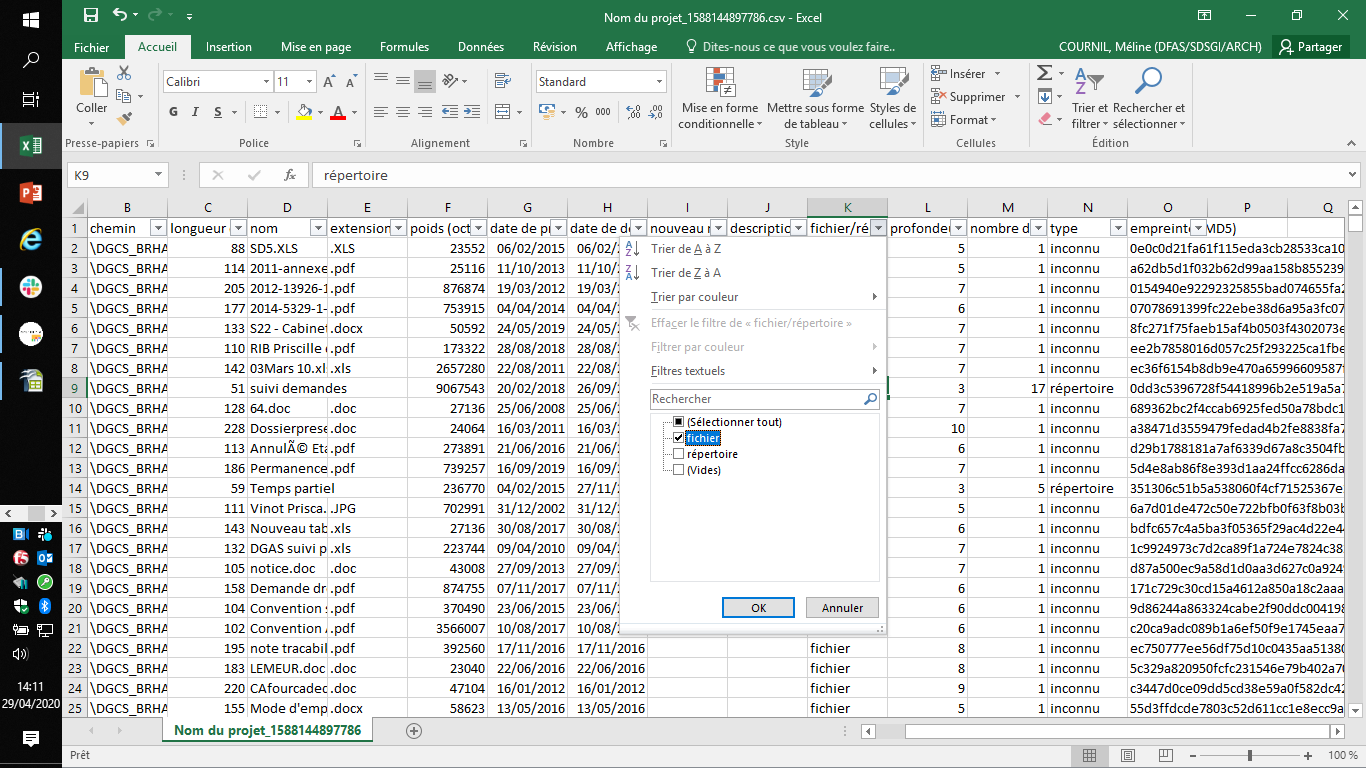 Nom du projet_1588144897786.csv - Excel
Fichier Accueil Insertion Mise en page Formules Données Révision Affichage Dites-nous ce que vous voulez faire.. COURNIL, Méline (DFAS/SDSGI/ARCH) Partager
Coller
Calibri 11
G I S
Standard
% 000
Mise en forme conditionnelle
Mettre sous forme de tableau
Styles de cellules
Insérer
Supprimer
Format
Trier et filtrer
Rechercher et sélectionner
Presse-papiers Police Alignement Nombre Style Cellules Édition
K9 fx répertoire
B C D E F G H I J K L M N O P Q
1 chemin longueur nom extension poids (oct date de p date de d nouveau descriptio fichier/ré profonde nombre d type empreint MD5)
2 \DGCS_BRHA 88 SD5.XLS .XLS 23552 06/02/2015 06/02/ 5 1 inconnu 0e0c0d21fa61f115eda3cb28533ca10
3 \DGCS_BRHA 114 2011-annexe .pdf 25116 11/10/2013 11/10/ 5 1 inconnu a62db5d1f032b62d99aa158b855239
4 \DGCS_BRHA 205 2012-13926-1 .pdf 876874 19/03/2012 19/03/ 7 1 inconnu 0154940e92292325855bad074655fa2
5 \DGCS_BRHA 177 2014-5329-1- .pdf 753915 04/04/2014 04/04/ 6 1 inconnu 07078691399fc22ebe38d6a95a3fc07
6 \DGCS_BRHA 133 S22 - Cabinet .docx 50592 24/05/2019 24/05/ 7 1 inconnu 8fc271f75faeb15af4b0503f4302073e
7 \DGCS_BRHA 110 RIB Priscille .pdf 173322 28/08/2018 28/08/ 7 1 inconnu ee2b7858016d057c25f293225ca1fbe
8 \DGCS_BRHA 142 03Mars 10.xl .xls 2657280 22/08/2011 22/08/ 7 1 inconnu ec36f6154b8db9e470a6599660958​7f
9 \DGCS_BRHA 51 suivi demandes 9067543 20/02/2018 26/09/ 3 17 répertoire 0dd3c5396728f54418996b2e519a5a7
10 \DGCS_BRHA 128 64.doc .doc 27136 25/06/2008 25/06/ 7 1 inconnu 689362bc2f4ccab6925fed50a78bdc1
11 \DGCS_BRHA 228 Dossierprese .doc 24064 16/03/2011 16/03/ 10 1 inconnu a38471d3559479fedad4b2fe8838fa7
12 \DGCS_BRHA 113 AnnulÃ© Eta .pdf 273891 21/06/2016 21/06/ 6 1 inconnu d29b1788181a7af6339d67a8c3504fb
13 \DGCS_BRHA 186 Permanence .pdf 739257 16/09/2019 16/09/ 7 1 inconnu 5d4e8ab86f8e393d1aa24ffcc6286da
14 \DGCS_BRHA 59 Temps partiel 236770 04/02/2015 27/11/ 3 5 répertoire 351306c51b5a538060f4cf71525367e
15 \DGCS_BRHA 111 Vinot Prisca. .JPG 702991 31/12/2002 31/12/ 5 1 inconnu 6a7d01de472c50e722bfb0f63f8b03b
16 \DGCS_BRHA 143 Nouveau tab .xls 27136 30/08/2017 30/08/ 6 1 inconnu bdfc657c4a5ba3f05365f29ac4d22e4
17 \DGCS_BRHA 132 DGAS suivi p .xls 223744 09/04/2010 09/04/ 7 1 inconnu 1c9924973c7d2ca89f1a724e7824c38
18 \DGCS_BRHA 105 notice.doc .doc 43008 27/09/2013 27/09/ 7 1 inconnu d87a500ec9a58d1d0aa3d627c0a924
19 \DGCS_BRHA 158 Demande dr .pdf 874755 07/11/2017 07/11/ 6 1 inconnu 171c729c30cd15a4612a850a18c2aaa
20 \DGCS_BRHA 104 Convention s .pdf 370490 23/06/2015 23/06/ 6 1 inconnu 9d86244a863324cabe2f90ddc004198
21 \DGCS_BRHA 102 Convention .pdf 3566007 10/08/2017 10/08/ 6 1 inconnu c20ca9adc089b1a6ef50f9e1745eaa7
22 \DGCS_BRHA 195 note tracabil .pdf 392560 17/11/2016 17/11/2016 fichier 8 1 inconnu ec750777ee56df75d10c0435aa51380
23 \DGCS_BRHA 183 LEMEUR.doc .doc 23040 22/06/2016 22/06/2016 fichier 8 1 inconnu 5c329a820950fcfc231546e79b402a70
24 \DGCS_BRHA 220 CAfourcadec .doc 47104 16/01/2012 16/01/2012 fichier 9 1 inconnu c3447d0ce09dd5cd38e59a0f582dc42
25 \DGCS_BRHA 155 Mode d'emp .docx 58623 13/05/2016 13/05/2016 fichier 5 1 inconnu 55d3ffdcde7803c52d611cc1e8ecc9a
Trier de A à Z
Trier de Z à A
Trier par couleur
Effacer le filtre de « fichier/répertoire »
Filtrer par couleur
Filtres textuels
Rechercher
(Sélectionner tout)
fichier
répertoire
(Vides)
OK Annuler
Nom du projet_1588144897786
Prêt 100 %
14:11
29/04/2020